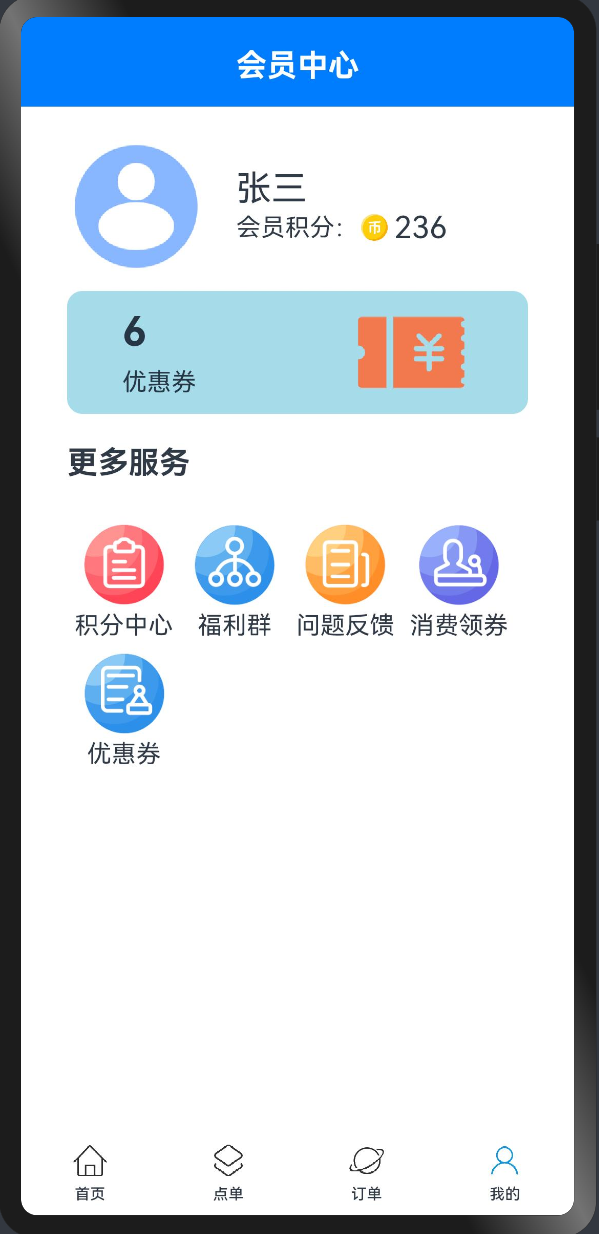 会员中心
张三
会员积分： 币 236
6
优惠券
¥
更多服务
积分中心 福利群 问题反馈 消费领券
优惠券
首页 点单 订单 我的